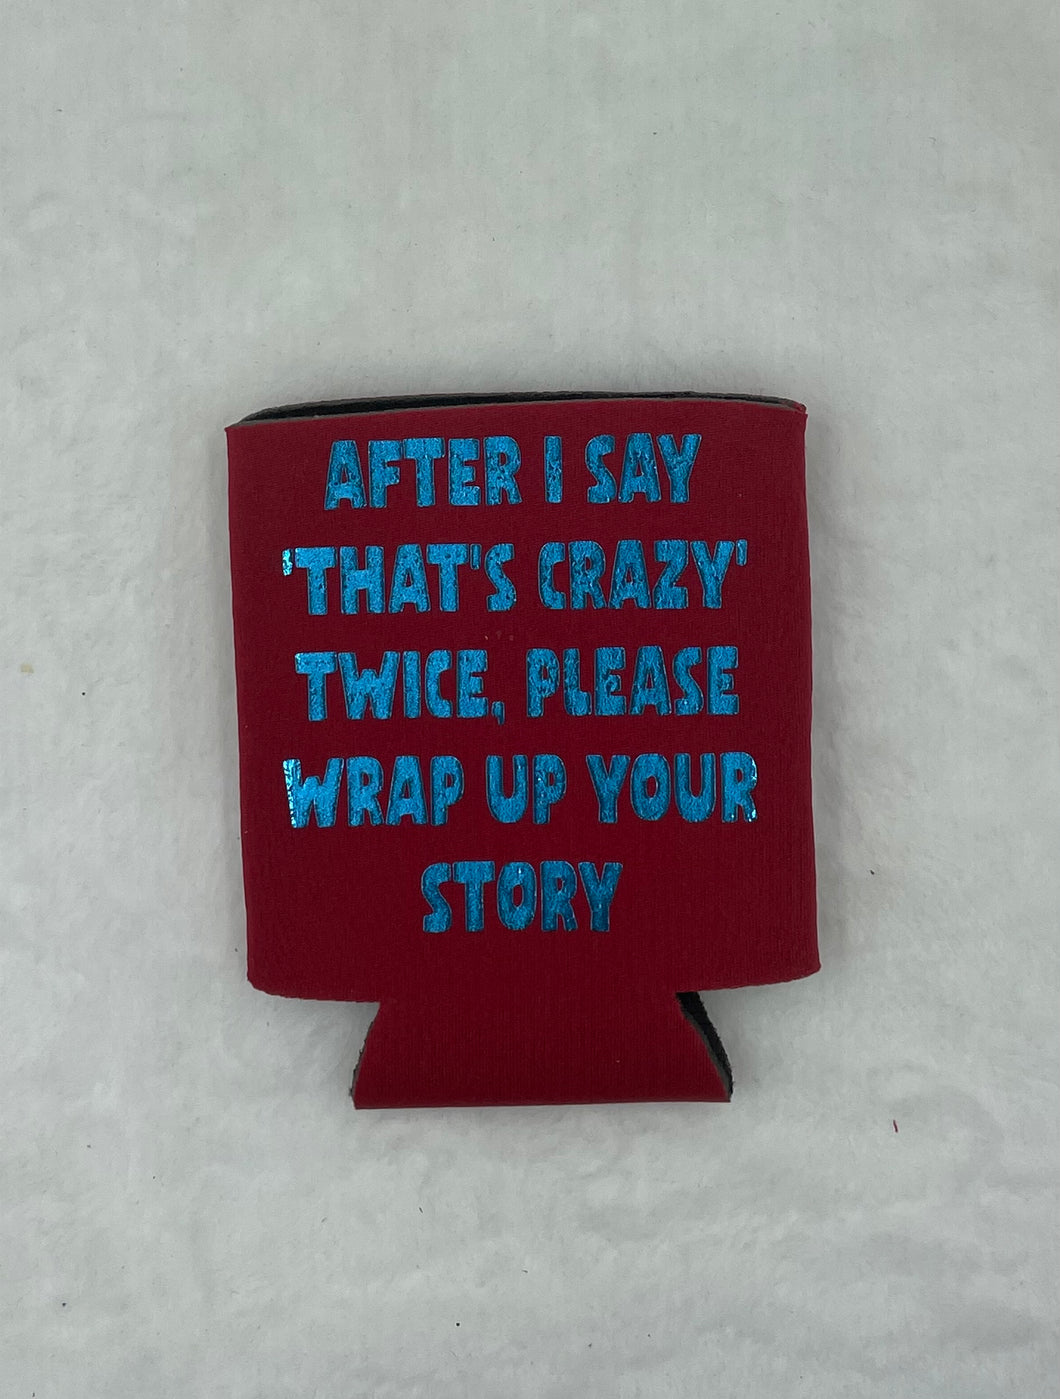 AFTER I SAY
'THAT'S CRAZY'
TWICE, PLEASE
WRAP UP YOUR
STORY